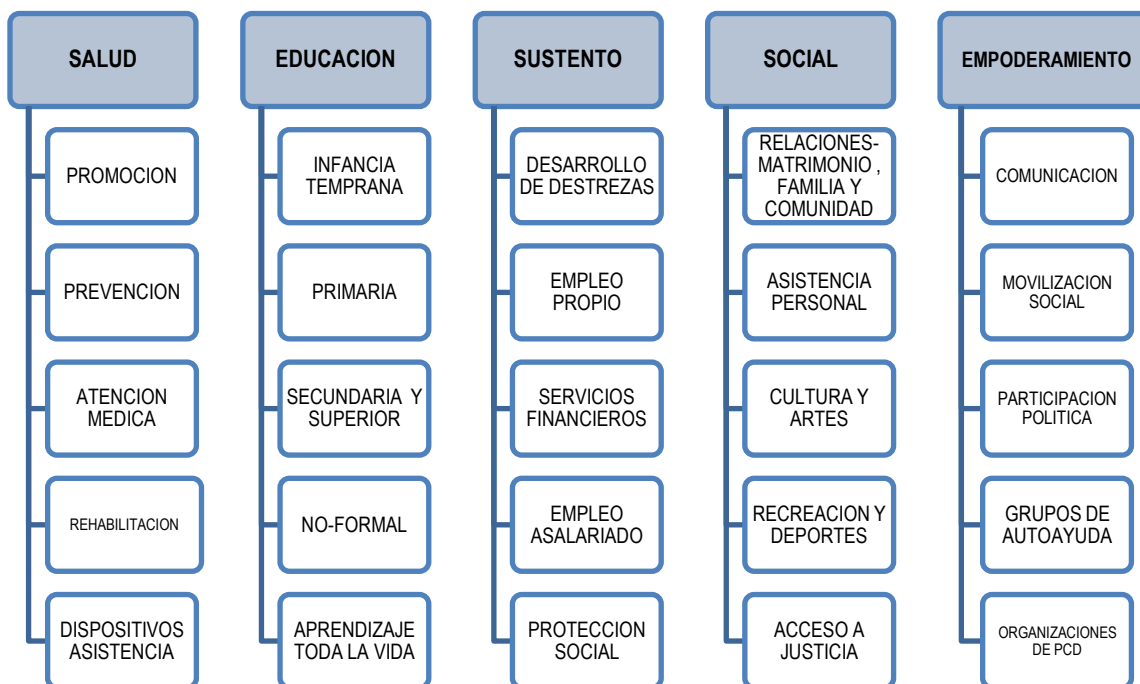 SALUD
PROMOCION
PREVENCION
ATENCION
MEDICA
REHABILITACION
DISPOSITIVOS
ASISTENCIA
EDUCACION
INFANCIA
TEMPRANA
PRIMARIA
SECUNDARIA Y
SUPERIOR
NO-FORMAL
APRENDIZAJE
TODA LA VIDA
SUSTENTO
DESARROLLO
DE DESTREZAS
EMPLEO
PROPIO
SERVICIOS
FINANCIEROS
EMPLEO
ASALARIADO
PROTECCION
SOCIAL
SOCIAL
RELACIONES-
MATRIMONIO ,
FAMILIA Y
COMUNIDAD
ASISTENCIA
PERSONAL
CULTURA Y
ARTES
RECREACION Y
DEPORTES
ACCESO A
JUSTICIA
EMPODERAMIENTO
COMUNICACION
MOVILIZACION
SOCIAL
PARTICIPACION
POLITICA
GRUPOS DE
AUTOAYUDA
ORGANIZACIONES
DE PCD